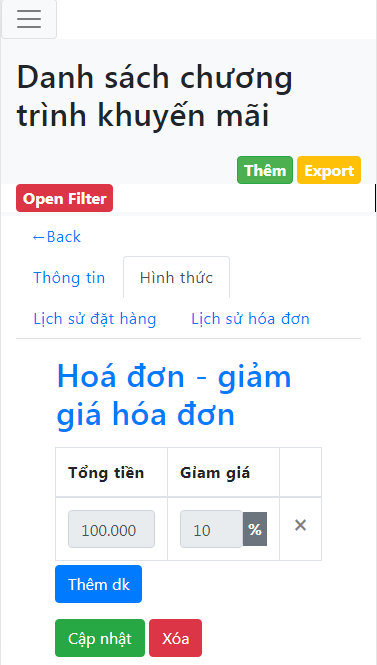 Danh sách chương
trình khuyến mãi
Thêm Export
Open Filter
←Back
Thông tin Hình thức
Lịch sử đặt hàng Lịch sử hóa đơn
Hoá đơn - giảm
giá hóa đơn
Tổng tiền Giảm giá
100.000 10 % ×
Thêm dk
Cập nhật Xóa